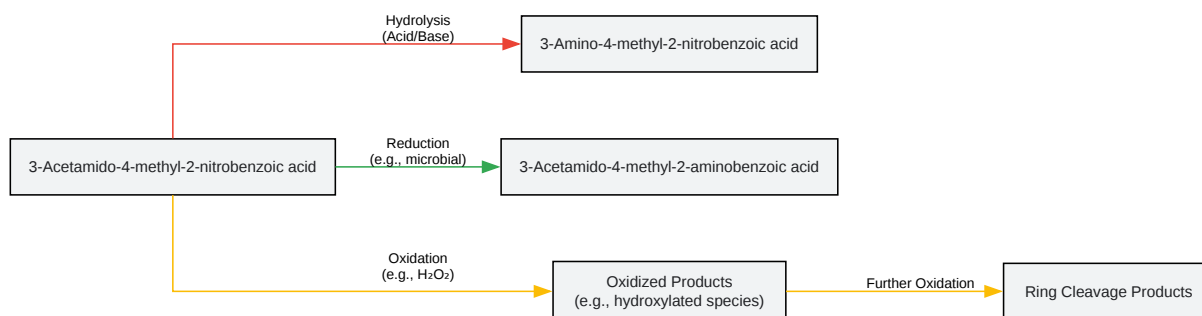 Hydrolysis
(Acid/Base)
3-Amino-4-methyl-2-nitrobenzoic acid
3-Acetamido-4-methyl-2-nitrobenzoic acid
Reduction
(e.g., microbial)
3-Acetamido-4-methyl-2-aminobenzoic acid
Oxidation
(e.g., H₂O₂)
Oxidized Products
(e.g., hydroxylated species)
Further Oxidation
Ring Cleavage Products